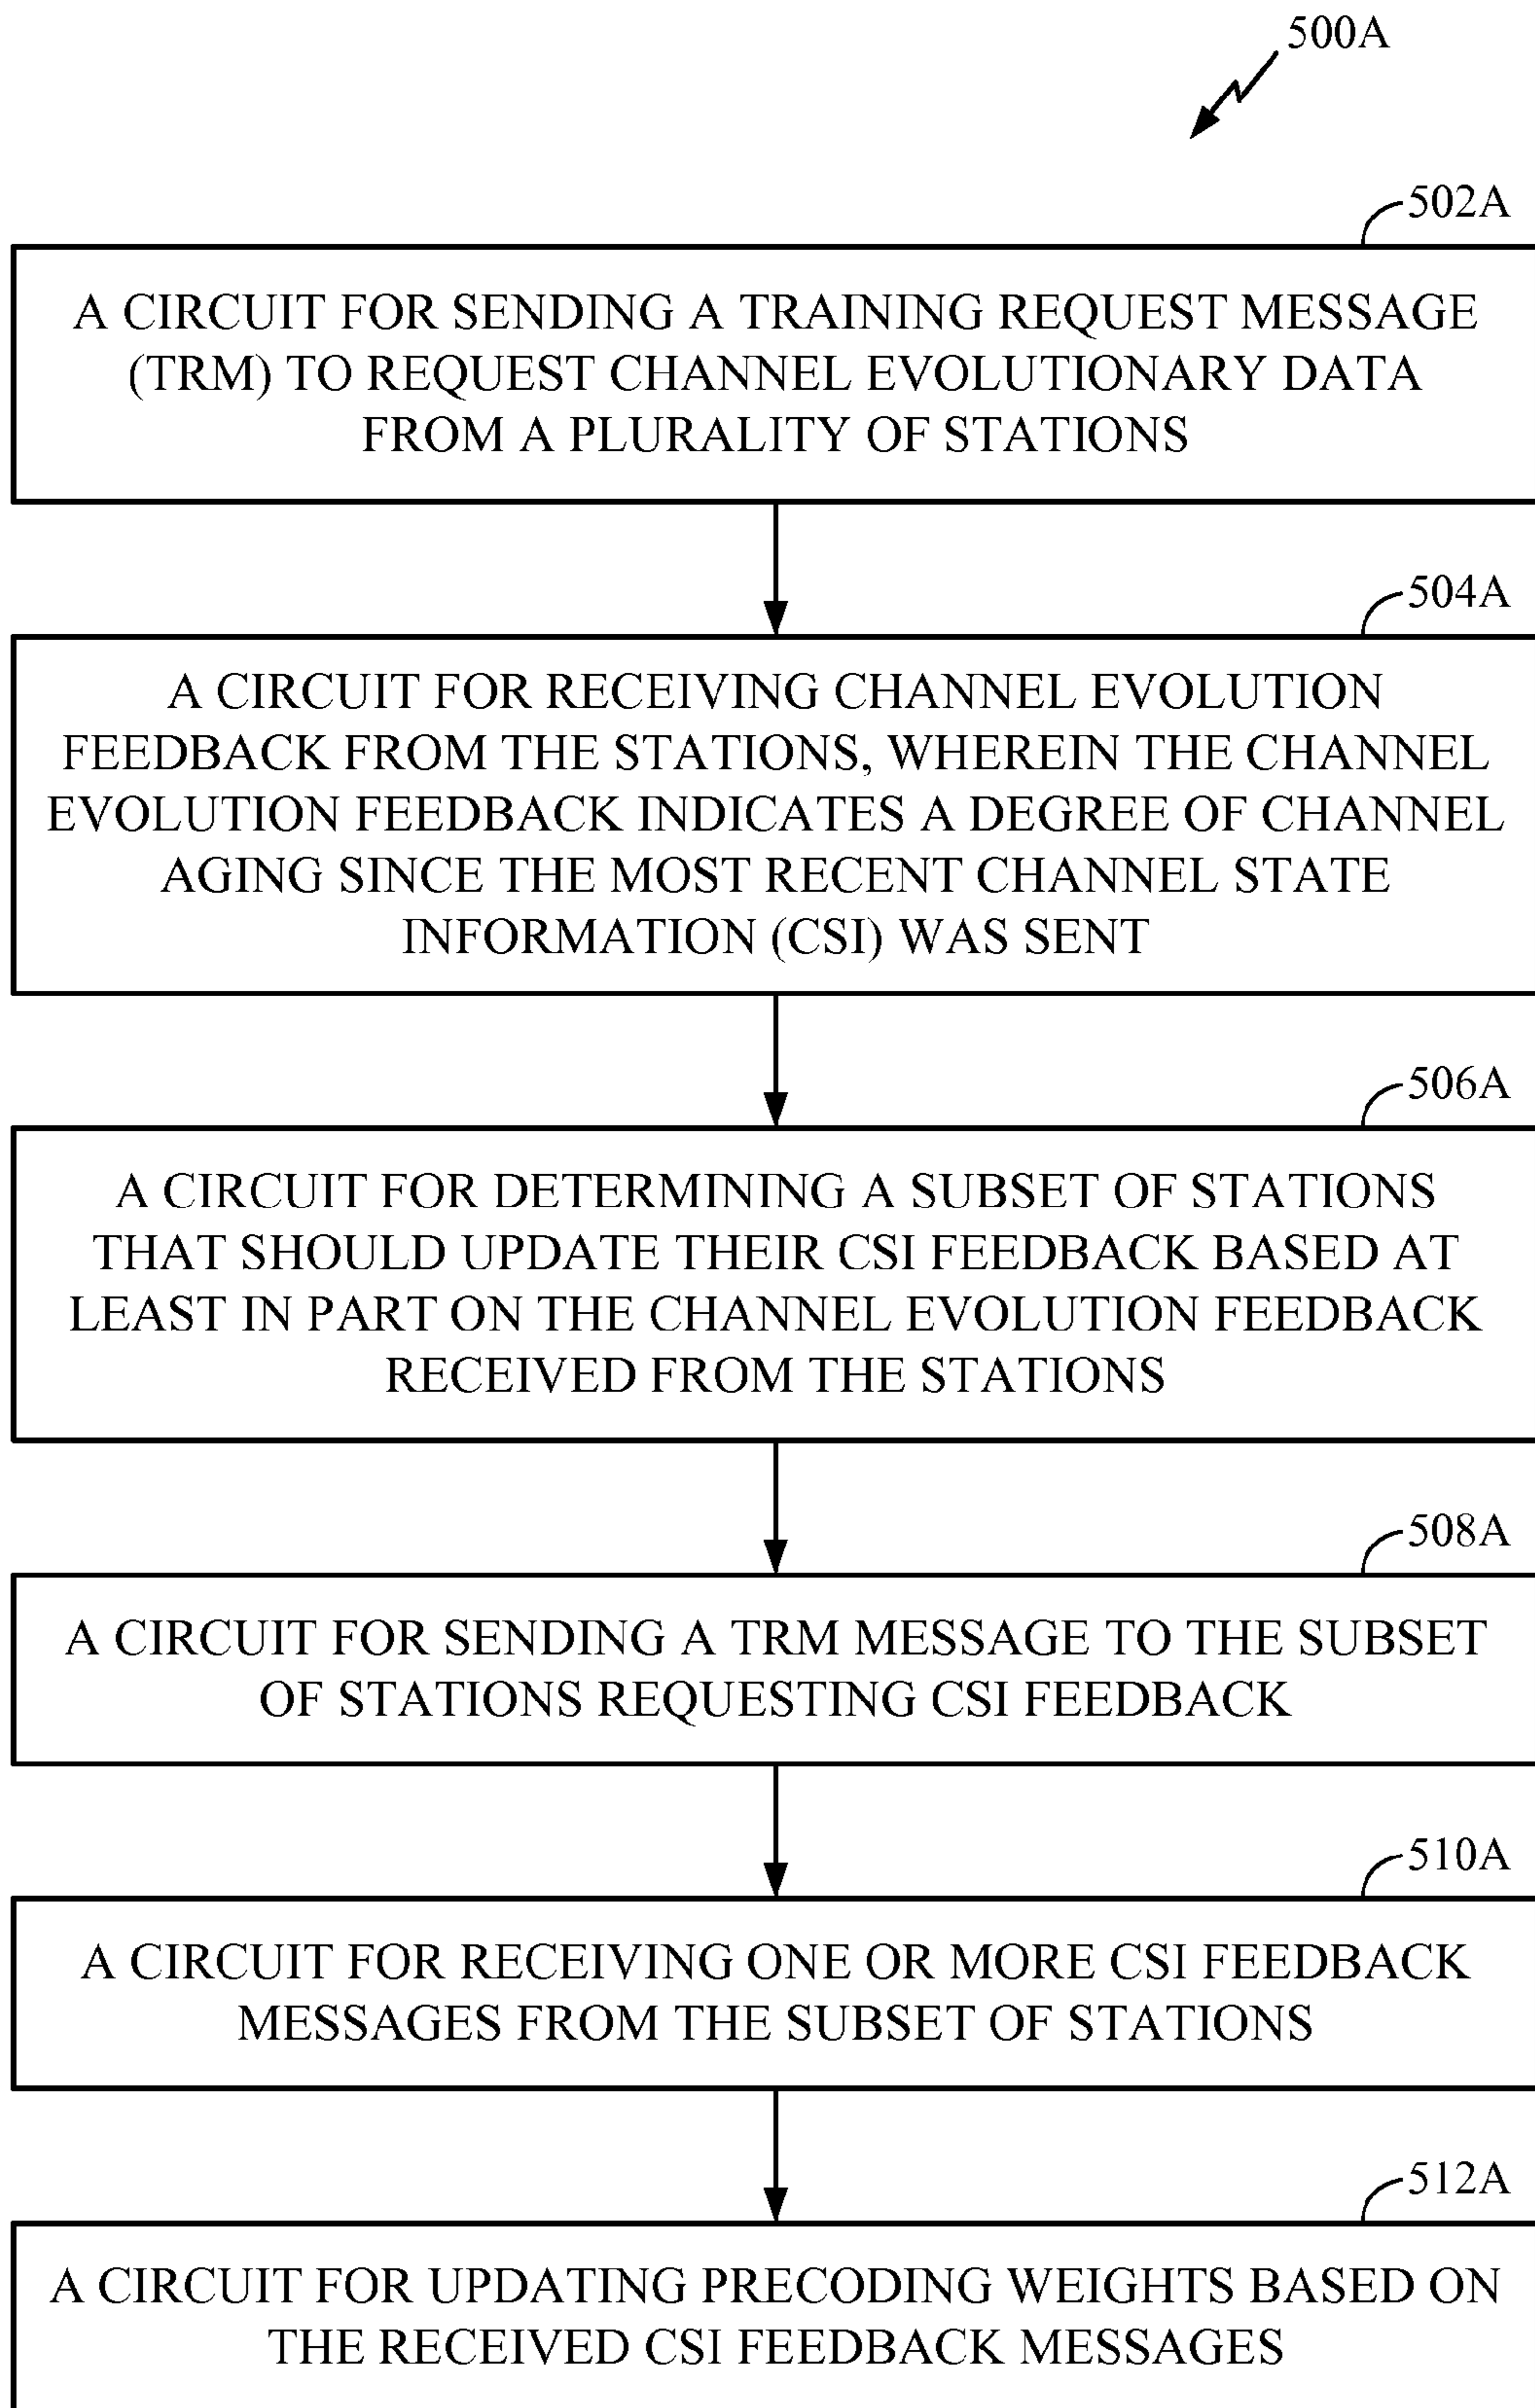 500A
502A
A CIRCUIT FOR SENDING A TRAINING REQUEST MESSAGE
(TRM) TO REQUEST CHANNEL EVOLUTIONARY DATA
FROM A PLURALITY OF STATIONS
504A
A CIRCUIT FOR RECEIVING CHANNEL EVOLUTION
FEEDBACK FROM THE STATIONS, WHEREIN THE CHANNEL
EVOLUTION FEEDBACK INDICATES A DEGREE OF CHANNEL
AGING SINCE THE MOST RECENT CHANNEL STATE
INFORMATION (CSI) WAS SENT
506A
A CIRCUIT FOR DETERMINING A SUBSET OF STATIONS
THAT SHOULD UPDATE THEIR CSI FEEDBACK BASED AT
LEAST IN PART ON THE CHANNEL EVOLUTION FEEDBACK
RECEIVED FROM THE STATIONS
508A
A CIRCUIT FOR SENDING A TRM MESSAGE TO THE SUBSET
OF STATIONS REQUESTING CSI FEEDBACK
510A
A CIRCUIT FOR RECEIVING ONE OR MORE CSI FEEDBACK
MESSAGES FROM THE SUBSET OF STATIONS
512A
A CIRCUIT FOR UPDATING PRECODING WEIGHTS BASED ON
THE RECEIVED CSI FEEDBACK MESSAGES